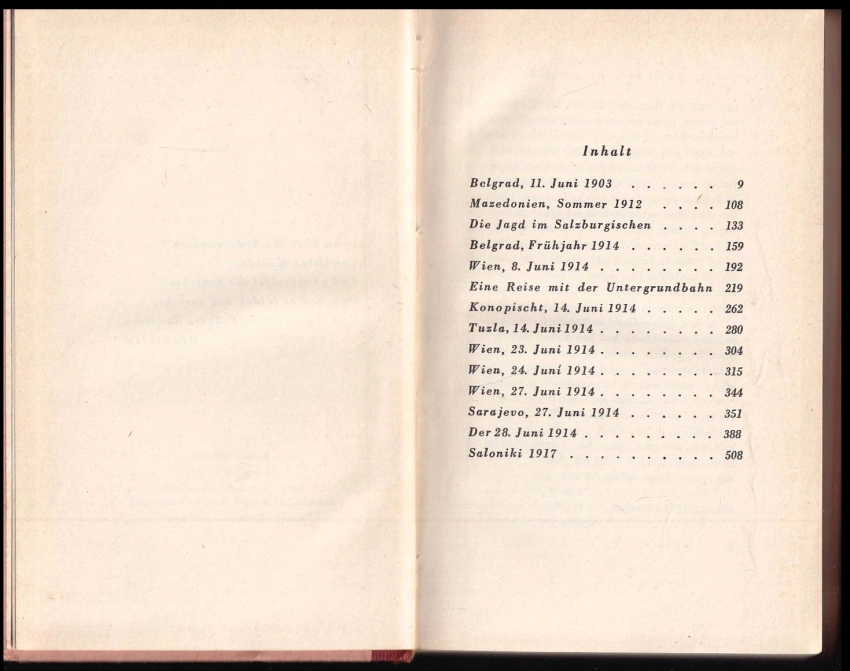 Inhalt
Belgrad, 11. Juni 1903 . . . . . . 9
Mazedonien, Sommer 1912 . . . . 108
Die Jagd im Salzburgischen . . . . 133
Belgrad, Frühjahr 1914 . . . . . . 159
Wien, 8. Juni 1914 . . . . . . . . 192
Eine Reise mit der Untergrundbahn 219
Konopischt, 14. Juni 1914 . . . . . 262
Tuzla, 14. Juni 1914 . . . . . . . . 280
Wien, 23. Juni 1914 . . . . . . . . 304
Wien, 24. Juni 1914 . . . . . . . . 315
Wien, 27. Juni 1914 . . . . . . . . 344
Sarajevo, 27. Juni 1914 . . . . . . 351
Der 28. Juni 1914 . . . . . . . . . 388
Saloniki 1917 . . . . . . . . . . 508